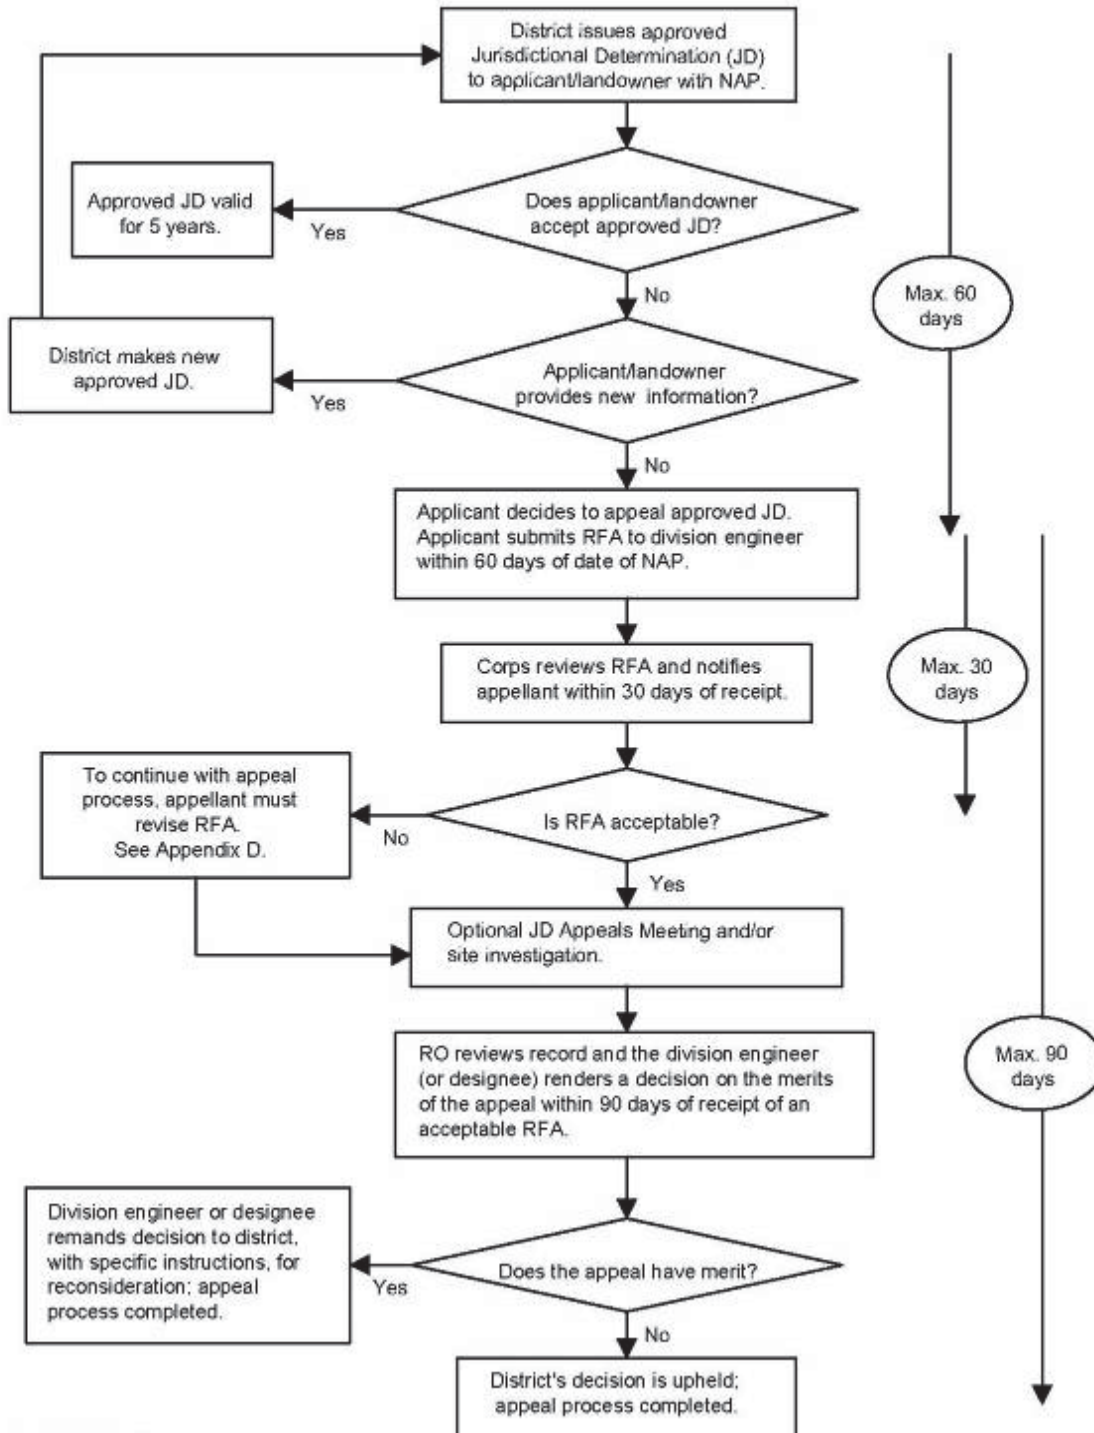 District issues approved
Jurisdictional Determination (JD)
to applicant/landowner with NAP.
Does applicant/landowner
accept approved JD?
Yes
Approved JD valid
for 5 years.
No
Max. 60
days
Applicant/landowner
provides new information?
Yes
District makes new
approved JD.
No
Applicant decides to appeal approved JD.
Applicant submits RFA to division engineer
within 60 days of date of NAP.
Corps reviews RFA and notifies
appellant within 30 days of receipt.
Max. 30
days
Is RFA acceptable?
No
To continue with appeal
process, appellant must
revise RFA.
See Appendix D.
Yes
Optional JD Appeals Meeting and/or
site investigation.
RO reviews record and the division engineer
(or designee) renders a decision on the merits
of the appeal within 90 days of receipt of an
acceptable RFA.
Max. 90
days
Does the appeal have merit?
Yes
Division engineer or designee
remands decision to district,
with specific instructions, for
reconsideration; appeal
process completed.
No
District's decision is upheld;
appeal process completed.